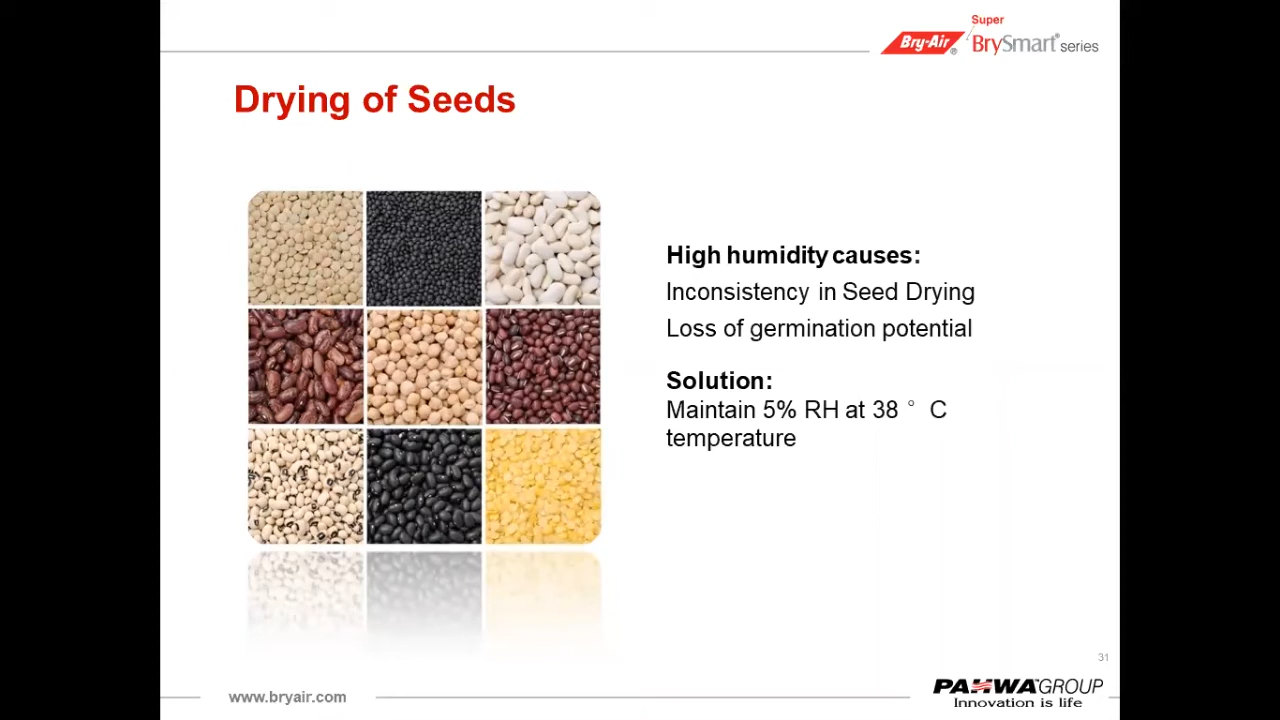 Super
Bry-Air® BrySmart® series
Drying of Seeds
High humidity causes:
Inconsistency in Seed Drying
Loss of germination potential
Solution:
Maintain 5% RH at 38 ° C
temperature
31
www.bryair.com
PAHWA GROUP
Innovation is life